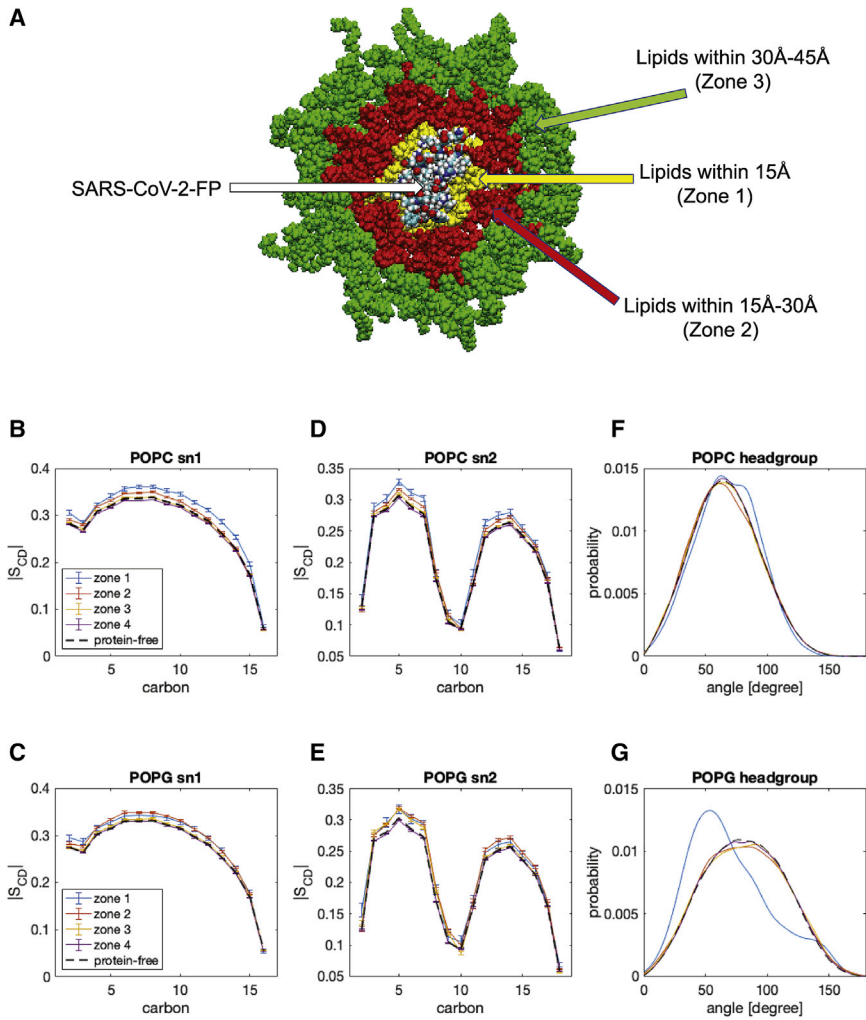 A
Lipids within 30Å-45Å
(Zone 3)
SARS-CoV-2-FP
Lipids within 15Å
(Zone 1)
Lipids within 15Å-30Å
(Zone 2)
B
POPC sn1
0.4
0.3
0.2
0.1
0
|S_CD|
zone 1
zone 2
zone 3
zone 4
protein-free
5
10
15
carbon
D
POPC sn2
0.35
0.3
0.25
0.2
0.15
0.1
0.05
|S_CD|
5
10
15
carbon
F
POPC headgroup
0.015
0.01
0.005
0
probability
0
50
100
150
angle [degree]
C
POPG sn1
0.4
0.3
0.2
0.1
0
|S_CD|
zone 1
zone 2
zone 3
zone 4
protein-free
5
10
15
carbon
E
POPG sn2
0.35
0.3
0.25
0.2
0.15
0.1
0.05
|S_CD|
5
10
15
carbon
G
POPG headgroup
0.015
0.01
0.005
0
probability
0
50
100
150
angle [degree]